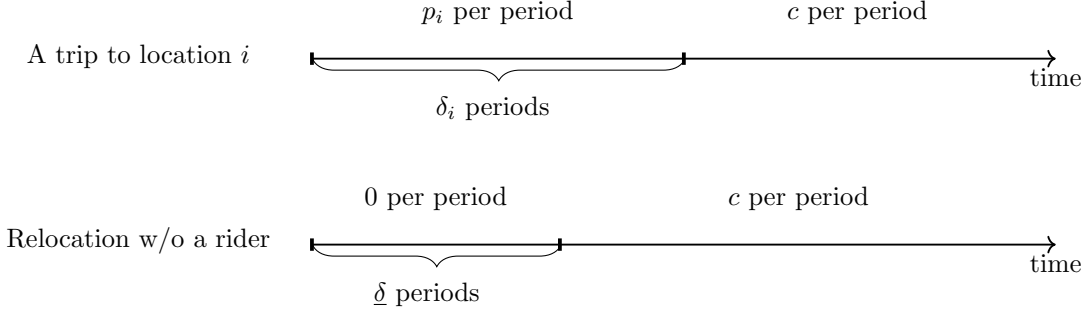 p_i per period c per period
A trip to location i
time
δ_i periods
0 per period c per period
Relocation w/o a rider
time
δ̲ periods